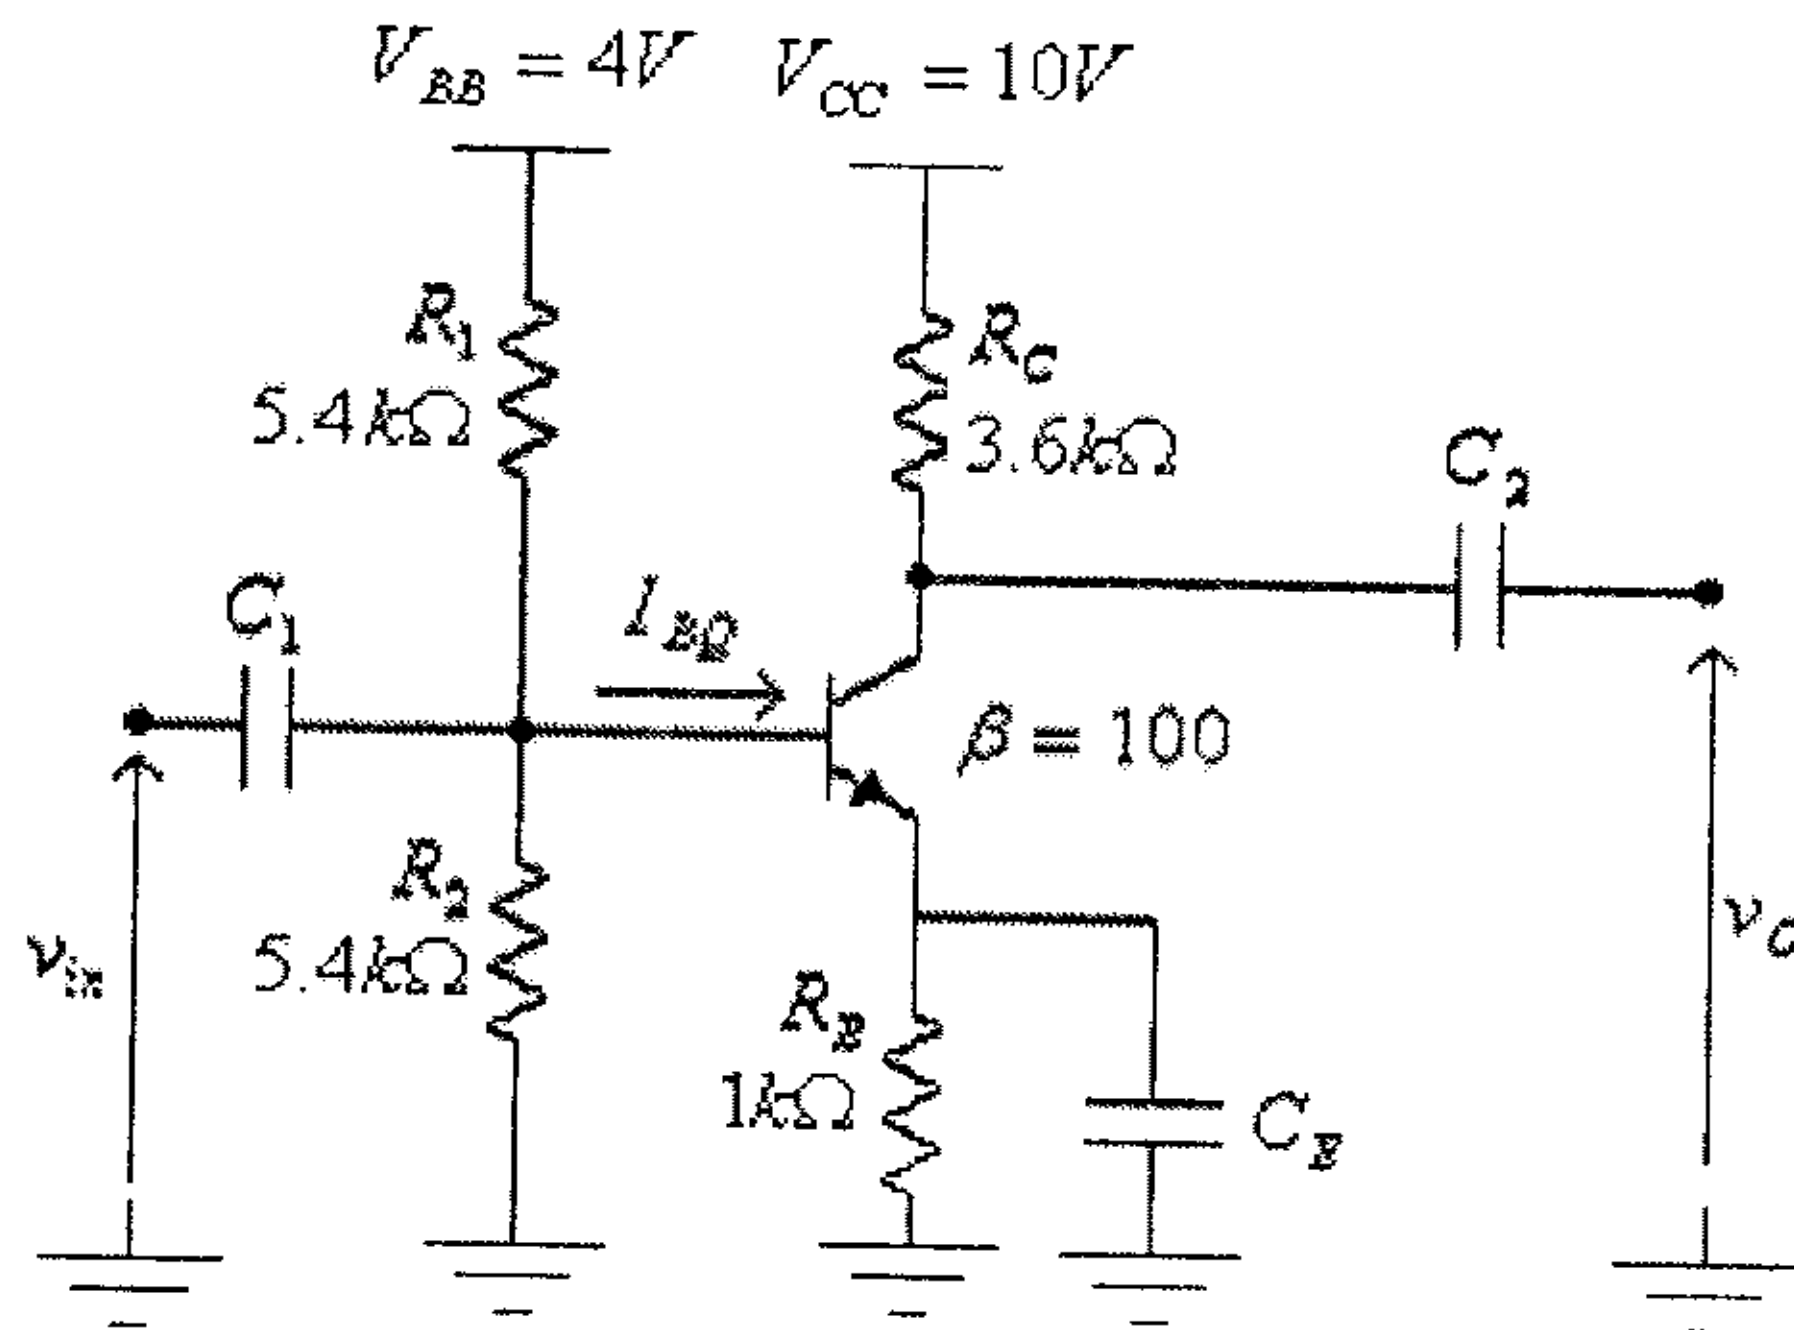 V_BB = 4V V_CC = 10V
R_1
5.4kΩ
R_C
3.6kΩ
C_2
C_1
I_BQ
β = 100
R_2
5.4kΩ
v_in
v_O
R_E
1kΩ
C_E